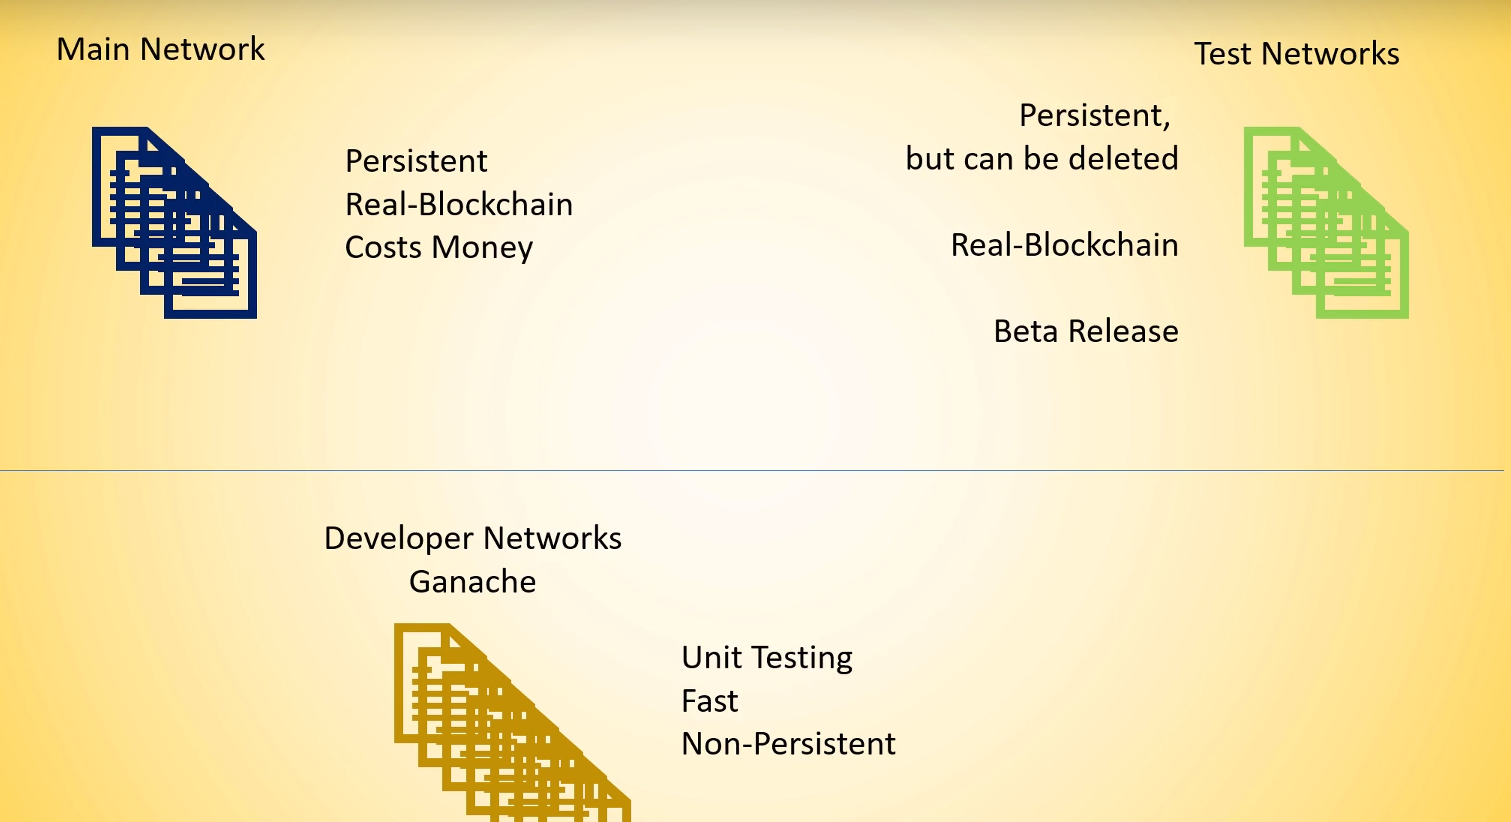 Main Network
Persistent
Real-Blockchain
Costs Money
Test Networks
Persistent,
but can be deleted
Real-Blockchain
Beta Release
Developer Networks
Ganache
Unit Testing
Fast
Non-Persistent